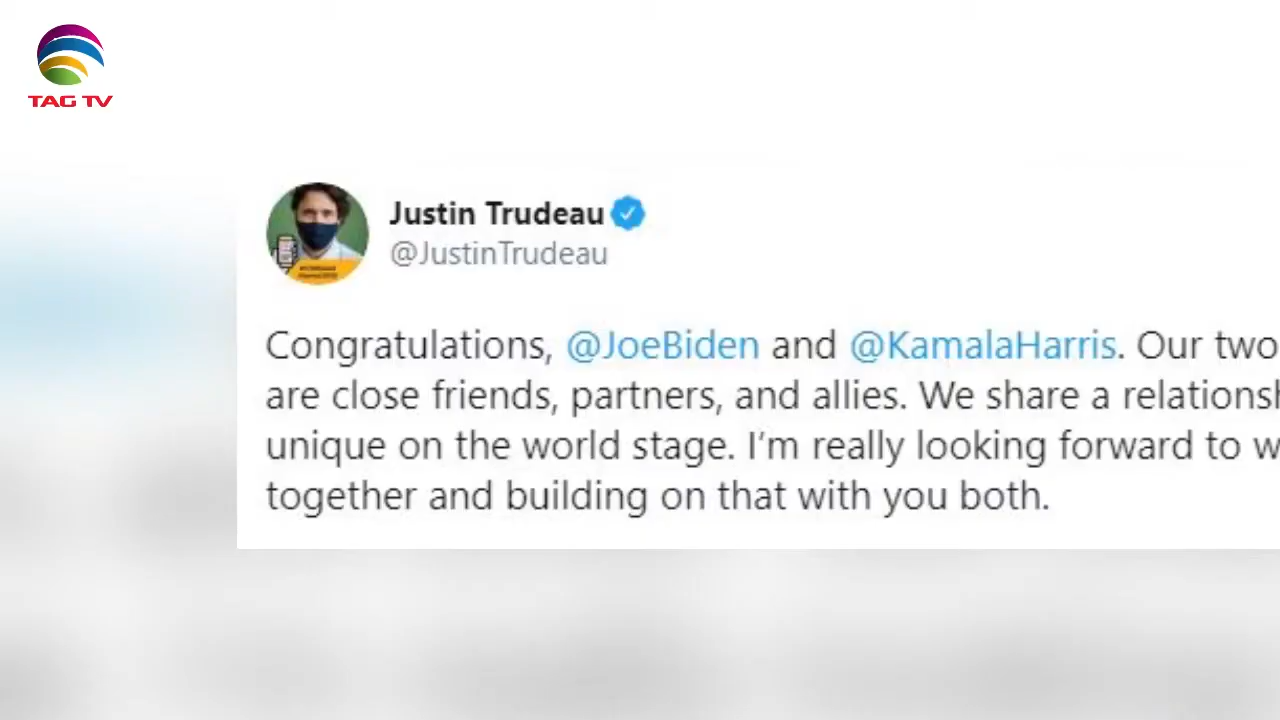 TAG TV
Justin Trudeau
@JustinTrudeau
Congratulations, @JoeBiden and @KamalaHarris. Our two
are close friends, partners, and allies. We share a
unique on the world stage. I’m really looking forward to
together and building on that with you both.